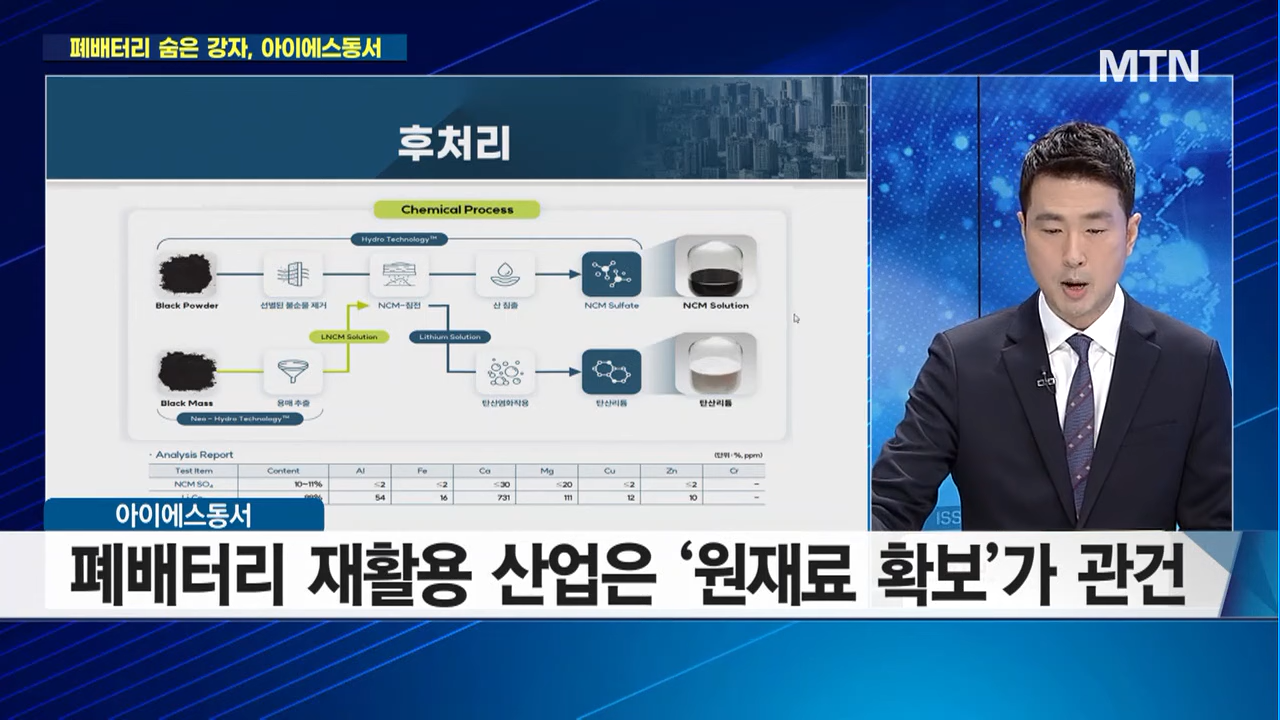 폐배터리 숨은 강자, 아이에스동서
MTN
후처리
Chemical Process
Hydro Technology™
Black Powder
선별된 불순물 제거
NCM-침전
산 침출
NCM Sulfate
NCM Solution
LNCM Solution
Lithium Solution
Black Mass
용매 추출
탄산염화작용
탄산리튬
탄산리튬
Neo - Hydro Technology™
· Analysis Report
(단위 : %, ppm)
Test Item Content Al Fe Ca Mg Cu Zn Cr
NCM SO₄ 10~11% ≤2 ≤2 ≤30 ≤20 ≤2 ≤2 -
99% 54 16 731 111 12 10 -
아이에스동서
ISS
폐배터리 재활용 산업은 ‘원재료 확보’가 관건